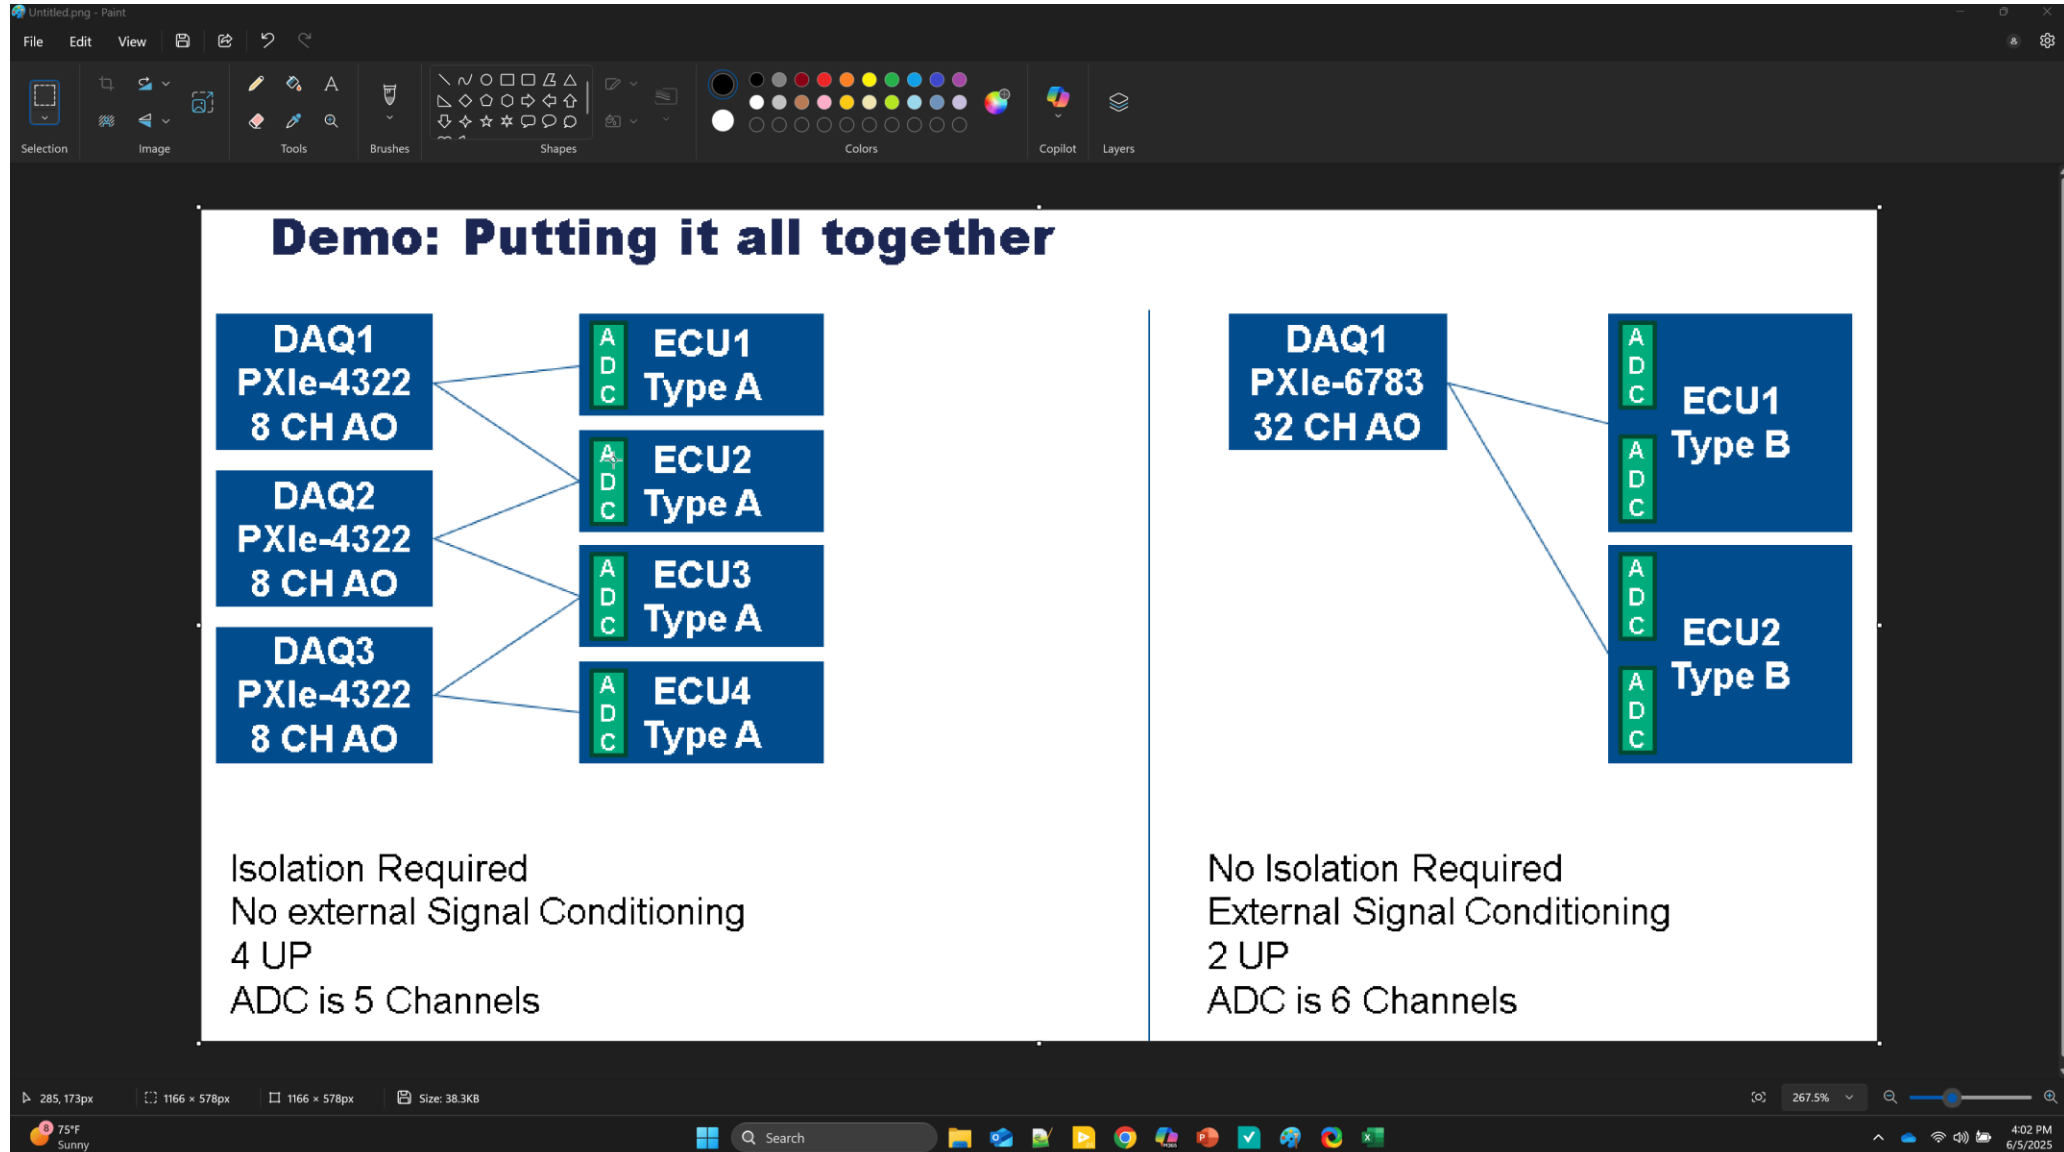 Untitled.png - Paint
File Edit View
Selection Image Tools Brushes Shapes Colors Copilot Layers
Demo: Putting it all together
DAQ1
PXIe-4322
8 CH AO
DAQ2
PXIe-4322
8 CH AO
DAQ3
PXIe-4322
8 CH AO
A
D
C
ECU1
Type A
A
D
C
ECU2
Type A
A
D
C
ECU3
Type A
A
D
C
ECU4
Type A
Isolation Required
No external Signal Conditioning
4 UP
ADC is 5 Channels
DAQ1
PXIe-6783
32 CH AO
A
D
C
A
D
C
ECU1
Type B
A
D
C
A
D
C
ECU2
Type B
No Isolation Required
External Signal Conditioning
2 UP
ADC is 6 Channels
285, 173px 1166 × 578px 1166 × 578px Size: 38.3KB 267.5%
8 75°F
Sunny
Search
4:02 PM
6/5/2025